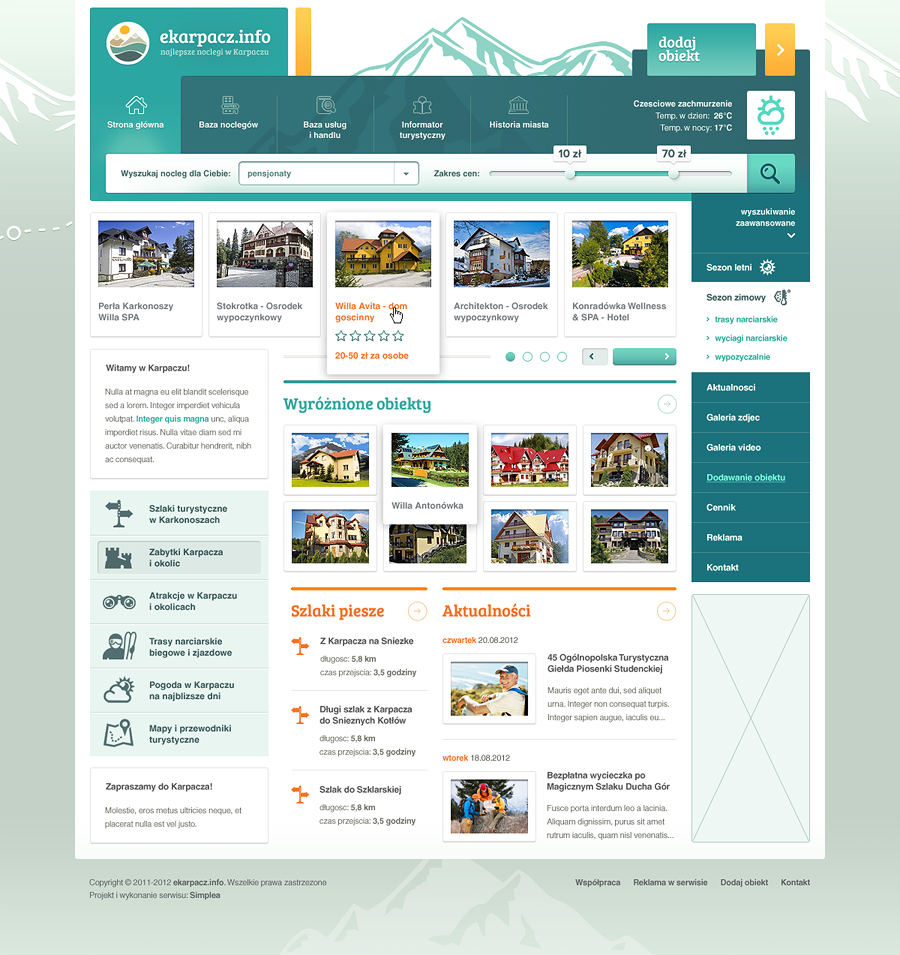 ekarpacz.info
najlepsze noclegi w Karpaczu
dodaj
obiekt
Strona główna
Baza noclegów
Baza usług
i handlu
Informator
turystyczny
Historia miasta
Czesciowe zachmurzenie
Temp. w dzien: 26°C
Temp. w nocy: 17°C
Wyszukaj nocleg dla Ciebie:
pensjonaty
Zakres cen:
10 zł
70 zł
wyszukiwanie
zaawansowane
Perła Karkonoszy
Willa SPA
Stokrotka - Osrodek
wypoczynkowy
Willa Avita - dom
goscinny
20-50 zł za osobe
Architekton - Osrodek
wypoczynkowy
Konradówka Wellness
& SPA - Hotel
Sezon letni
Sezon zimowy
trasy narciarskie
wyciagi narciarskie
wypozyczalnie
Aktualnosci
Galeria zdjec
Galeria video
Dodawanie obiektu
Cennik
Reklama
Kontakt
Witamy w Karpaczu!
Nulla at magna eu elit blandit scelerisque
sed a lorem. Integer imperdiet vehicula
volutpat. Integer quis magna unc, aliqua
imperdiet risus. Nulla vitae diam sed mi
auctor venenatis. Curabitur hendrerit, nibh
ac consequat.
Szlaki turystyczne
w Karkonoszach
Zabytki Karpacza
i okolic
Atrakcje w Karpaczu
i okolicach
Trasy narciarskie
biegowe i zjazdowe
Pogoda w Karpaczu
na najblizsze dni
Mapy i przewodniki
turystyczne
Zapraszamy do Karpacza!
Molestie, eros metus ultricies neque, et
placerat nulla est vel justo.
Wyróżnione obiekty
Willa Antonówka
Szlaki piesze
Z Karpacza na Sniezke
długosc: 5,8 km
czas przejscia: 3,5 godziny
Długi szlak z Karpacza
do Snieznych Kotłów
długosc: 5,8 km
czas przejscia: 3,5 godziny
Szlak do Szklarskiej
długosc: 5,8 km
czas przejscia: 3,5 godziny
Aktualności
czwartek 20.08.2012
45 Ogólnopolska Turystyczna
Giełda Piosenki Studenckiej
Mauris eget ante dui, sed aliquet
urna. Integer non consequat turpis.
Integer sapien augue, iaculis eu...
wtorek 18.08.2012
Bezpłatna wycieczka po
Magicznym Szlaku Ducha Gór
Fusce porta interdum leo a lacinia.
Aliquam dignissim, purus sit amet
rutrum iaculis, quam nisl venenatis...
Copyright © 2011-2012 ekarpacz.info. Wszelkie prawa zastrzezone
Projekt i wykonanie serwisu: Simplea
Współpraca
Reklama w serwisie
Dodaj obiekt
Kontakt